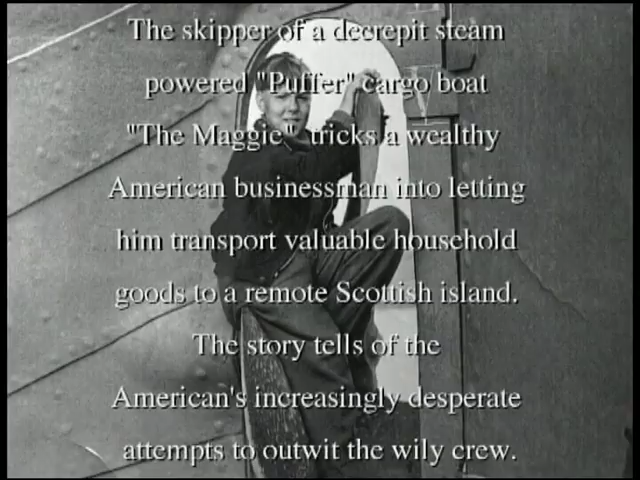 The skipper of a decrepit steam
powered "Puffer" cargo boat
"The Maggie", tricks a wealthy
American businessman into letting
him transport valuable household
goods to a remote Scottish island.
The story tells of the
American's increasingly desperate
attempts to outwit the wily crew.